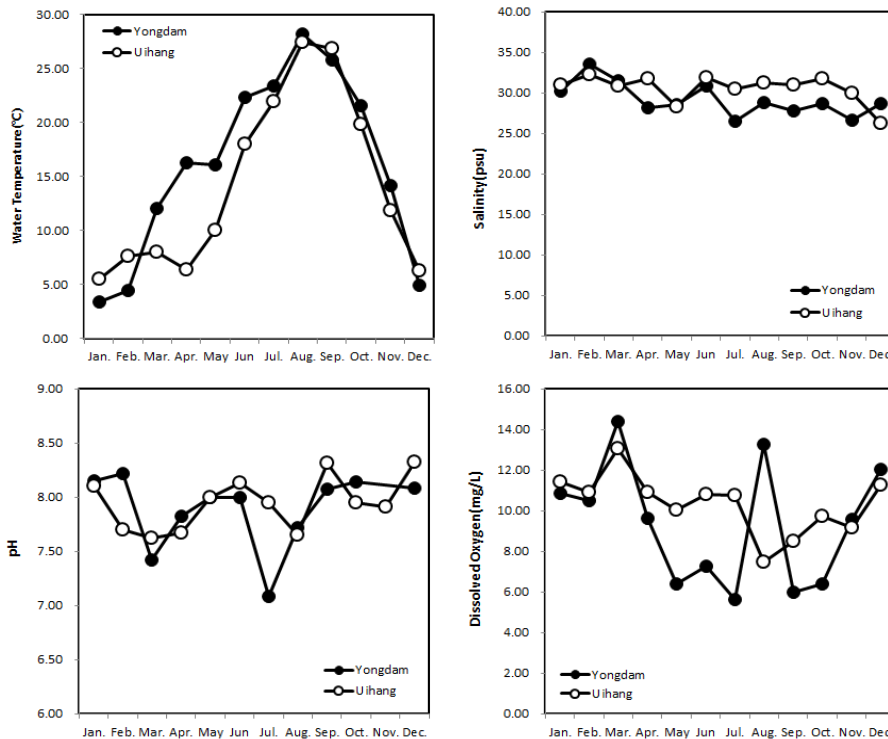 Water Temperature(℃)
30.00
25.00
20.00
15.00
10.00
5.00
0.00
Yongdam
Uihang
Jan. Feb. Mar. Apr. May Jun Jul. Aug. Sep. Oct. Nov. Dec.
Salinity(psu)
40.00
35.00
30.00
25.00
20.00
15.00
10.00
5.00
0.00
Yongdam
Uihang
Jan. Feb. Mar. Apr. May Jun Jul. Aug. Sep. Oct. Nov. Dec.
pH
9.00
8.50
8.00
7.50
7.00
6.50
6.00
Yongdam
Uihang
Jan. Feb. Mar. Apr. May Jun Jul. Aug. Sep. Oct. Nov. Dec.
Dissolved Oxygen(mg/L)
16.00
14.00
12.00
10.00
8.00
6.00
4.00
2.00
0.00
Yongdam
Uihang
Jan. Feb. Mar. Apr. May Jun Jul. Aug. Sep. Oct. Nov. Dec.